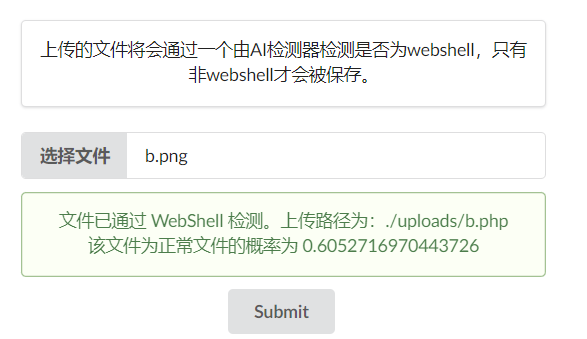 上传的文件将会通过一个由AI检测器检测是否为webshell，只有
非webshell才会被保存。
选择文件 b.png
文件已通过 WebShell 检测。上传路径为：./uploads/b.php
该文件为正常文件的概率为 0.6052716970443726
Submit